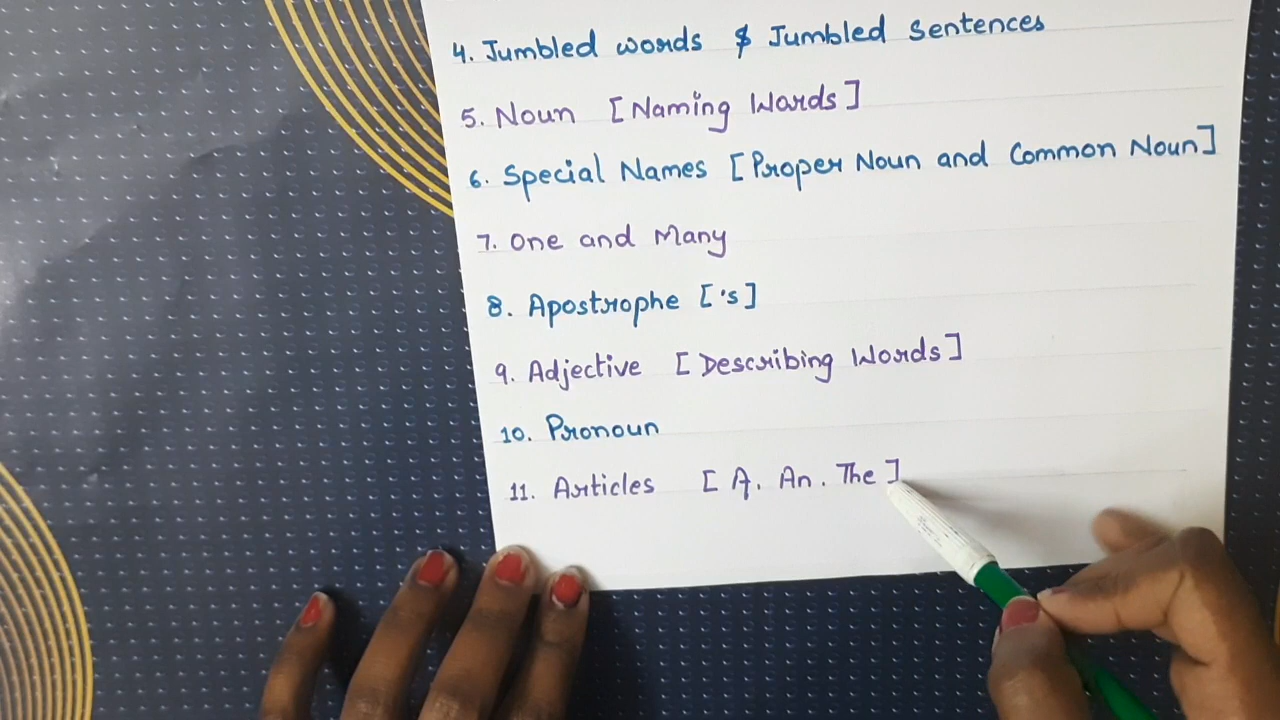 4. Jumbled words & Jumbled Sentences
5. Noun [Naming Words]
6. Special Names [Proper Noun and Common Noun]
7. One and Many
8. Apostrophe ['s]
9. Adjective [Describing Words]
10. Pronoun
11. Articles [A. An. The]